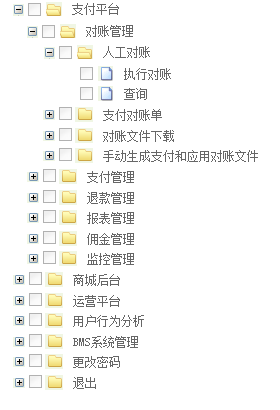 支付平台
对账管理
人工对账
执行对账
查询
支付对账单
对账文件下载
手动生成支付和应用对账文件
支付管理
退款管理
报表管理
佣金管理
监控管理
商城后台
运营平台
用户行为分析
BMS系统管理
更改密码
退出